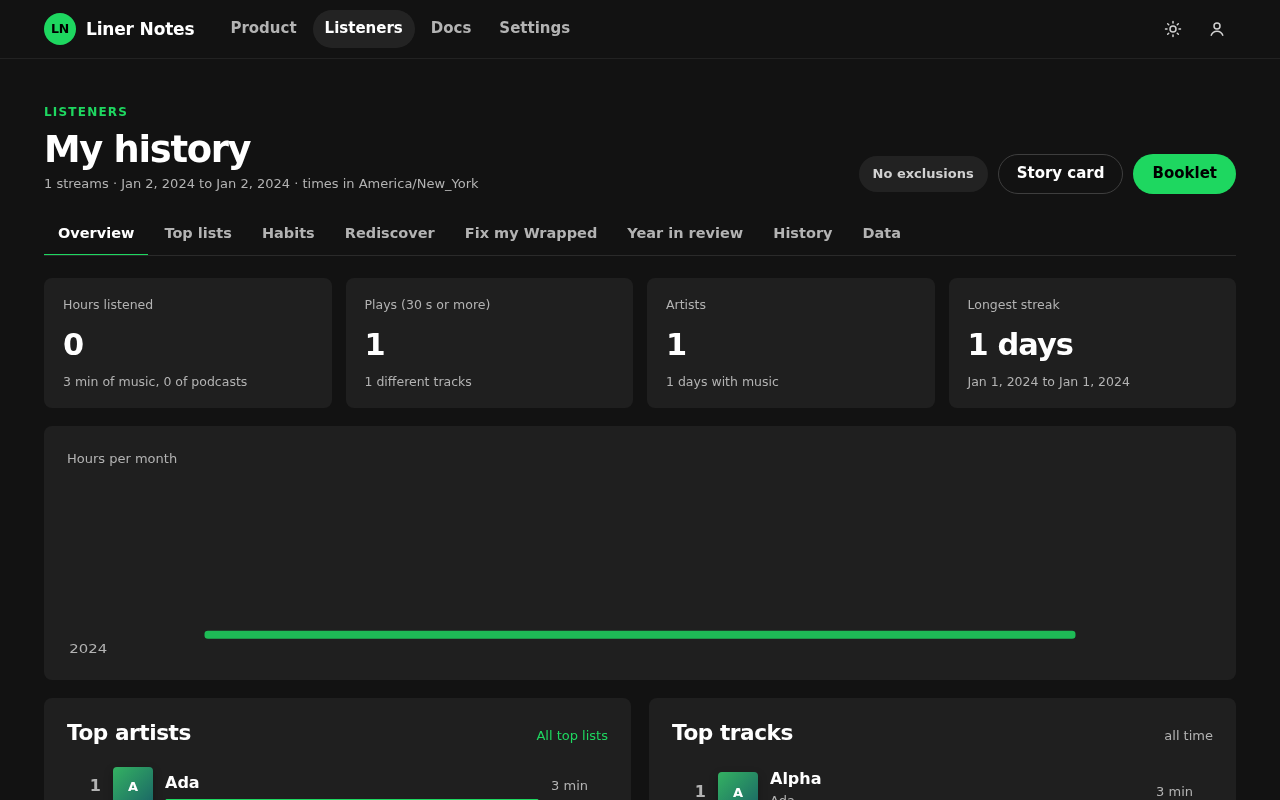 LN Liner Notes Product Listeners Docs Settings
LISTENERS
My history
1 streams · Jan 2, 2024 to Jan 2, 2024 · times in America/New_York
No exclusions Story card Booklet
Overview Top lists Habits Rediscover Fix my Wrapped Year in review History Data
Hours listened
0
3 min of music, 0 of podcasts
Plays (30 s or more)
1
1 different tracks
Artists
1
1 days with music
Longest streak
1 days
Jan 1, 2024 to Jan 1, 2024
Hours per month
2024
Top artists All top lists
1 A Ada 3 min
Top tracks all time
1 A Alpha 3 min
Ada